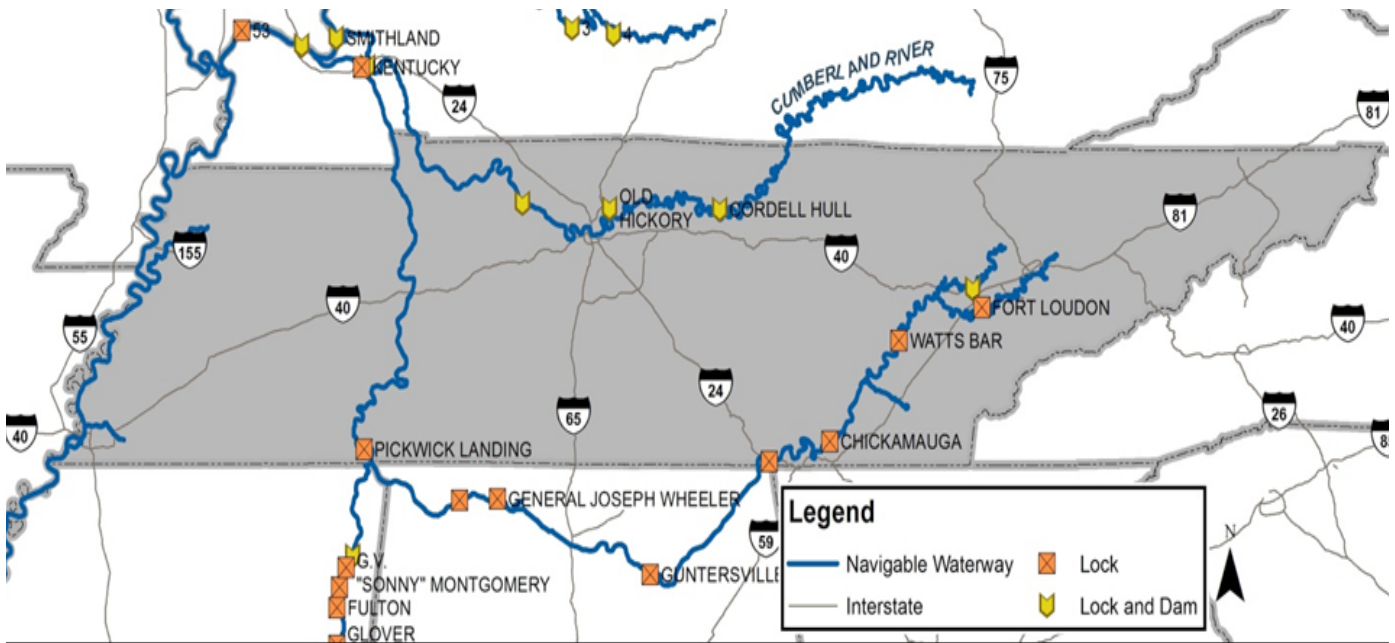 53
SMITHLAND
KENTUCKY
3
4
24
CUMBERLAND RIVER
75
81
OLD
HICKORY
CORDELL HULL
81
155
40
40
55
FORT LOUDON
WATTS BAR
40
24
65
26
40
PICKWICK LANDING
CHICKAMAUGA
GENERAL JOSEPH WHEELER
59
GUNTERSVILLE
G.V.
"SONNY" MONTGOMERY
FULTON
GLOVER
Legend
Navigable Waterway
Lock
Interstate
Lock and Dam
N